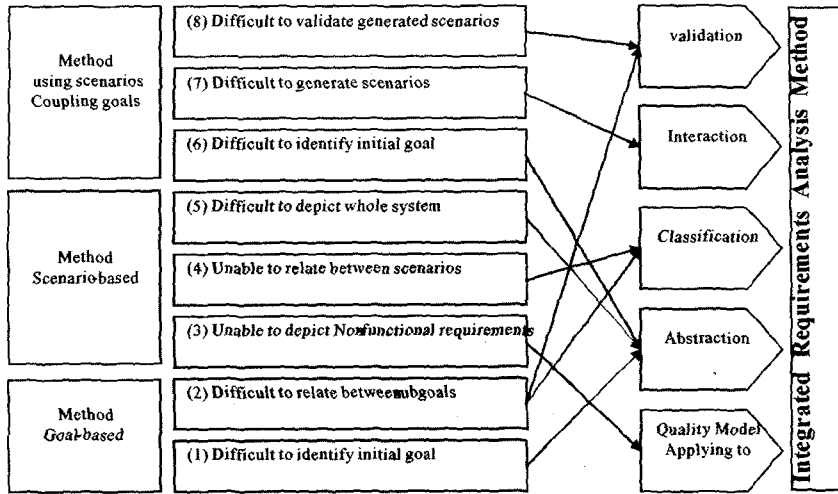 Method
using scenarios
Coupling goals
(8) Difficult to validate generated scenarios
(7) Difficult to generate scenarios
(6) Difficult to identify initial goal
Method
Scenario-based
(5) Difficult to depict whole system
(4) Unable to relate between scenarios
(3) Unable to depict Nonfunctional requirements
Method
Goal-based
(2) Difficult to relate between subgoals
(1) Difficult to identify initial goal
validation
Interaction
Classification
Abstraction
Quality Model
Applying to
Integrated Requirements Analysis Method